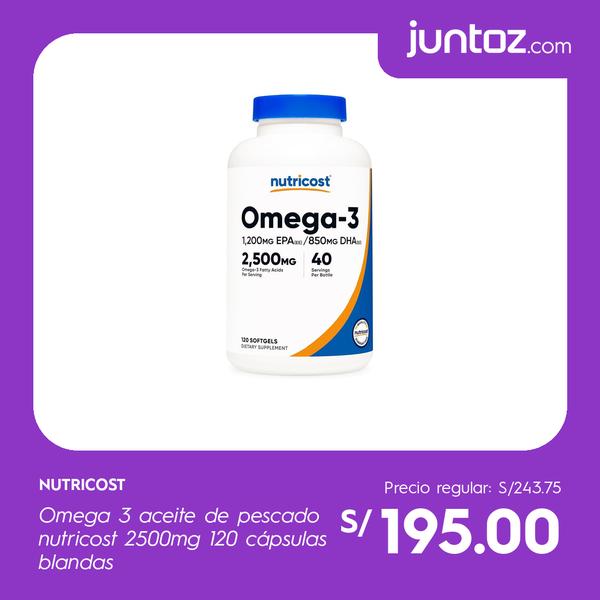 juntoz.com
nutricost
Omega-3
1,200MG EPA(EE)/850MG DHA(EE)
2,500MG
Omega-3 Fatty Acids
Per Serving
40
Servings
Per Bottle
120 SOFTGELS
DIETARY SUPPLEMENT
NUTRICOST
Omega 3 aceite de pescado
nutricost 2500mg 120 cápsulas
blandas
Precio regular: S/243.75
S/195.00